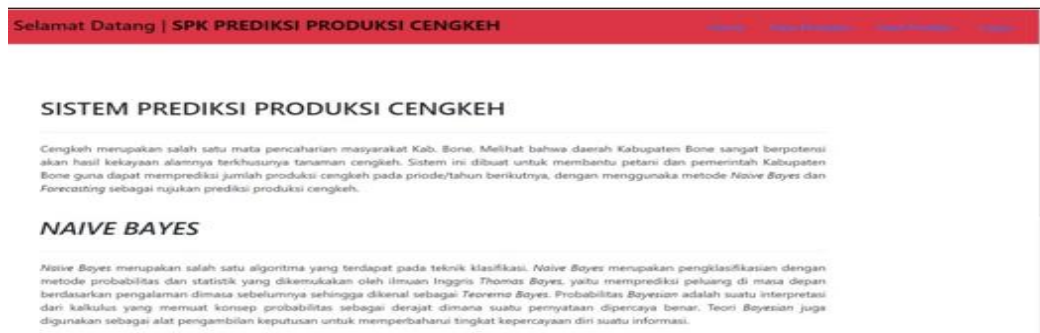 Selamat Datang | SPK PREDIKSI PRODUKSI CENGKEH
SISTEM PREDIKSI PRODUKSI CENGKEH
Cengkeh merupakan salah satu mata pencaharian masyarakat Kab. Bone. Melihat bahwa daerah Kabupaten Bone sangat berpotensi
akan hasil kekayaan alamnya terkhusunya tanaman cengkeh. Sistem ini dibuat untuk membantu petani dan pemerintah Kabupaten
Bone guna dapat memprediksi jumlah produksi cengkeh pada priode/tahun berikutnya, dengan menggunaka metode Naive Bayes dan
Forecasting sebagai rujukan prediksi produksi cengkeh.
NAIVE BAYES
Naive Bayes merupakan salah satu algoritma yang terdapat pada teknik klasifikasi. Naive Bayes merupakan pengklasifikasian dengan
metode probabilitas dan statistik yang dikemukakan oleh ilmuan Inggris Thomas Bayes, yaitu memprediksi peluang di masa depan
berdasarkan pengalaman dimasa sebelumnya sehingga dikenal sebagai Teorema Bayes. Probabilitas Bayesian adalah suatu interpretasi
dari kalkulus yang memuat konsep probabilitas sebagai derajat dimana suatu pernyataan dipercaya benar. Teori Bayesian juga
digunakan sebagai alat pengambilan keputusan untuk memperbaharui tingkat kepercayaan diri suatu informasi.